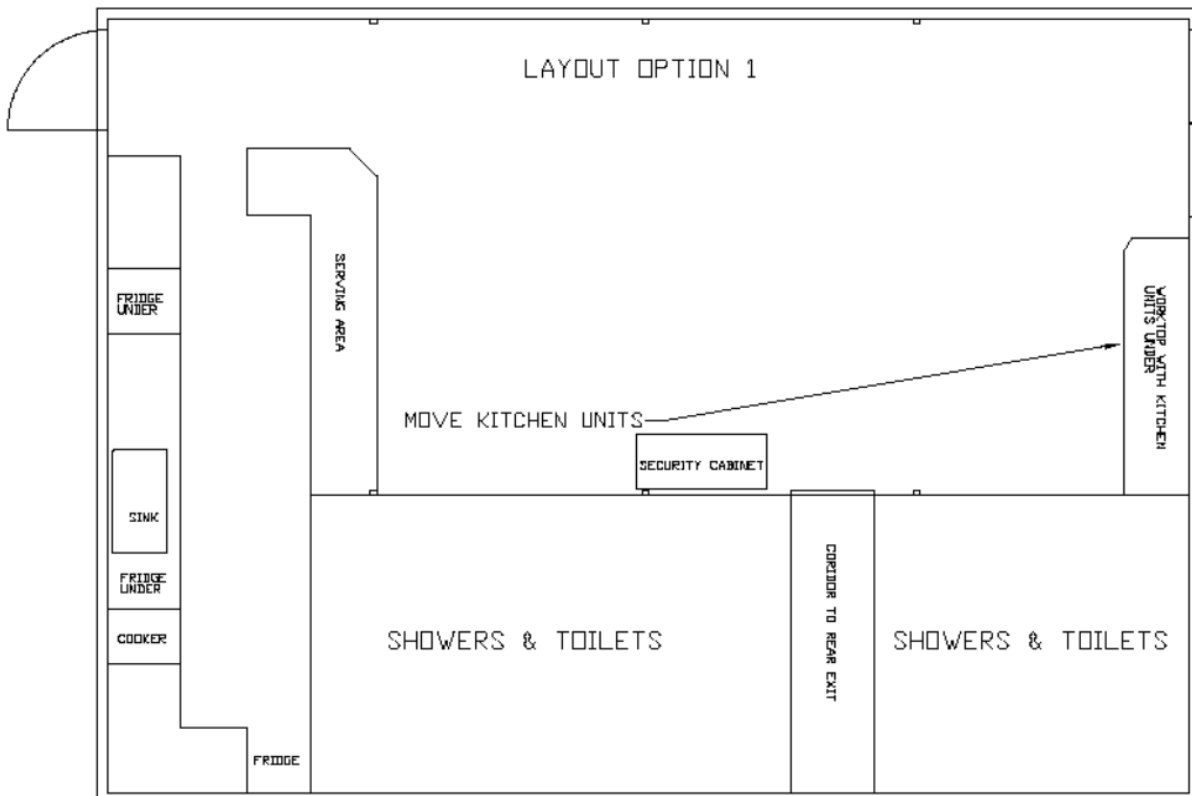 LAYOUT OPTION 1
FRIDGE
UNDER
SERVING AREA
WORKTOP WITH KITCHEN
UNITS UNDER
MOVE KITCHEN UNITS
SECURITY CABINET
SINK
FRIDGE
UNDER
COOKER
SHOWERS & TOILETS
CORIDOR TO REAR EXIT
SHOWERS & TOILETS
FRIDGE